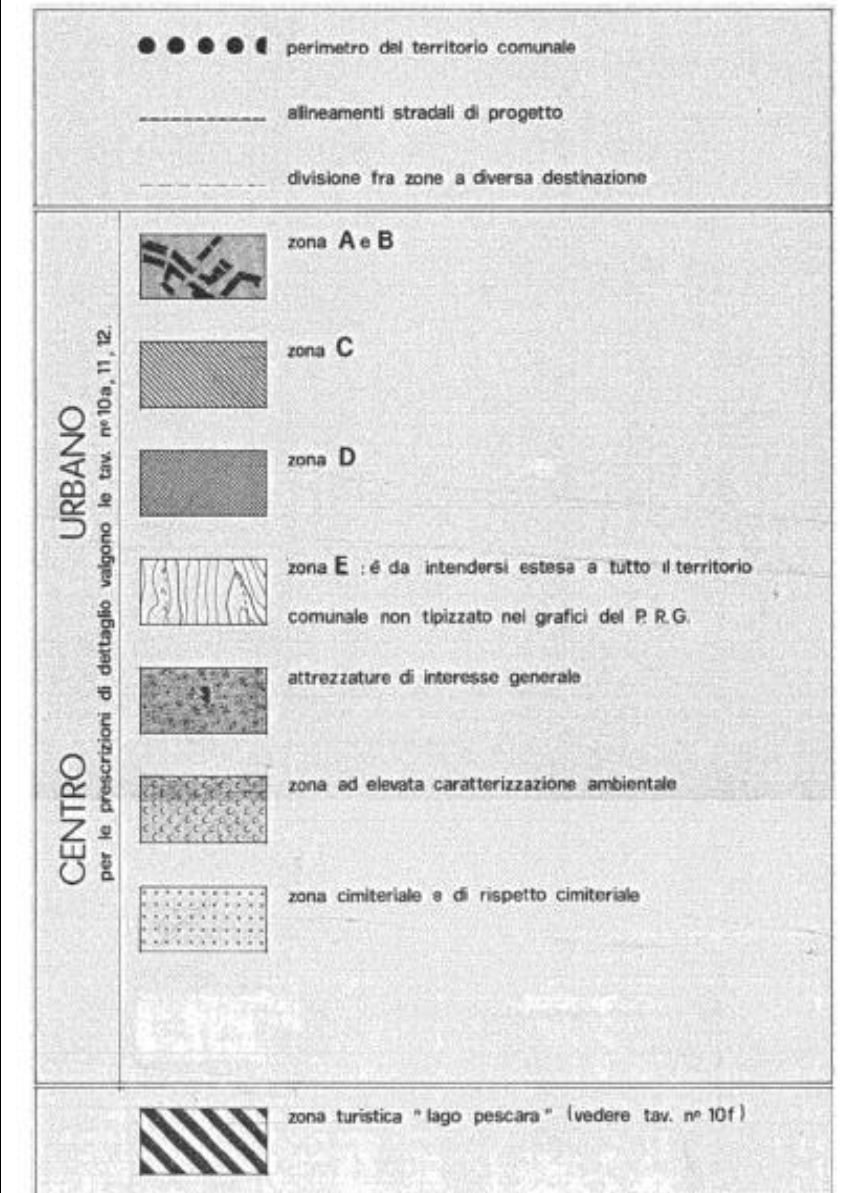 perimetro del territorio comunale
allineamenti stradali di progetto
divisione fra zone a diversa destinazione
CENTRO URBANO
per le prescrizioni di dettaglio valgono le tav. nº 10a, 11, 12.
zona A e B
zona C
zona D
zona E : é da intendersi estesa a tutto il territorio
comunale non tipizzato nei grafici del P. R. G.
attrezzature di interesse generale
zona ad elevata caratterizzazione ambientale
zona cimiteriale e di rispetto cimiteriale
zona turistica "lago pescara" (vedere tav. nº 10f)